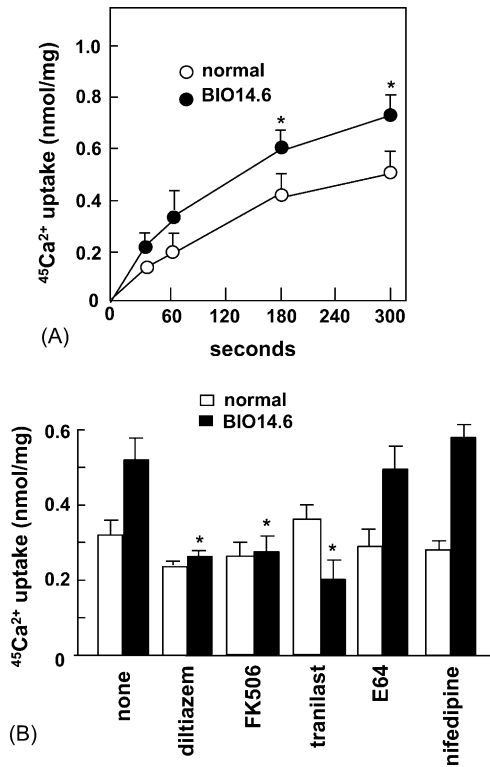 1.0
0.8
0.6
0.4
0.2
0
⁴⁵Ca²⁺ uptake (nmol/mg)
normal
BIO14.6
*
*
0 60 120 180 240 300
seconds
(A)
normal
BIO14.6
0.6
0.4
0.2
0
⁴⁵Ca²⁺ uptake (nmol/mg)
* * *
none
diltiazem
FK506
tranilast
E64
nifedipine
(B)